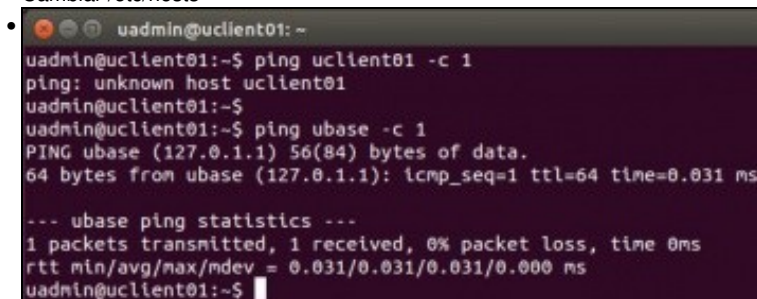 uadmin@uclient01: ~
uadmin@uclient01:~$ ping uclient01 -c 1
ping: unknown host uclient01
uadmin@uclient01:~$
uadmin@uclient01:~$ ping ubase -c 1
PING ubase (127.0.1.1) 56(84) bytes of data.
64 bytes from ubase (127.0.1.1): icmp_seq=1 ttl=64 time=0.031 ms
--- ubase ping statistics ---
1 packets transmitted, 1 received, 0% packet loss, time 0ms
rtt min/avg/max/mdev = 0.031/0.031/0.031/0.000 ms
uadmin@uclient01:~$